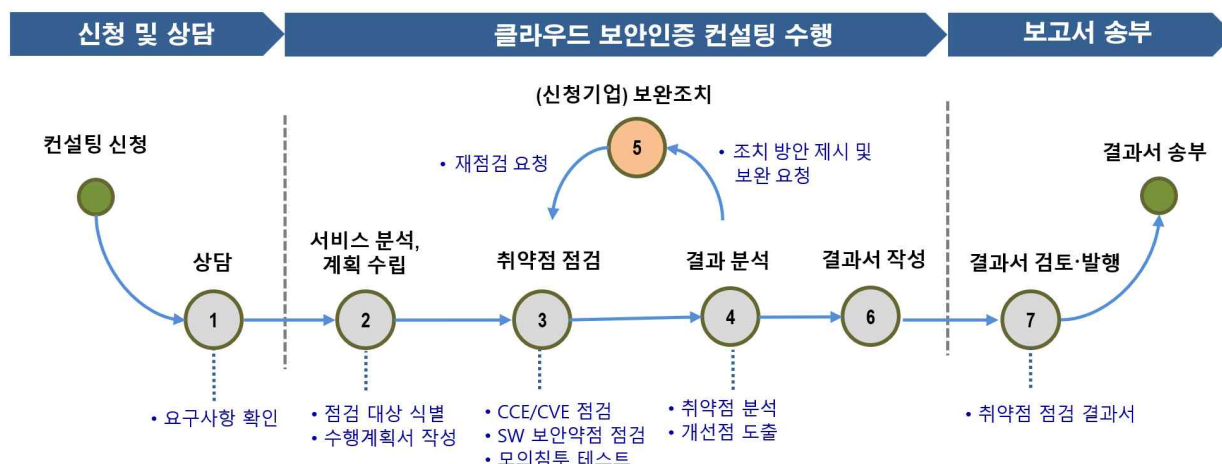 신청 및 상담
클라우드 보안인증 컨설팅 수행
보고서 송부
컨설팅 신청
(신청기업) 보완조치
5
• 재점검 요청
• 조치 방안 제시 및
보완 요청
결과서 송부
상담
서비스 분석,
계획 수립
취약점 점검
결과 분석
결과서 작성
결과서 검토·발행
1
2
3
4
6
7
• 요구사항 확인
• 점검 대상 식별
• 수행계획서 작성
• CCE/CVE 점검
• SW 보안약점 점검
• 모의침투 테스트
• 취약점 분석
• 개선점 도출
• 취약점 점검 결과서